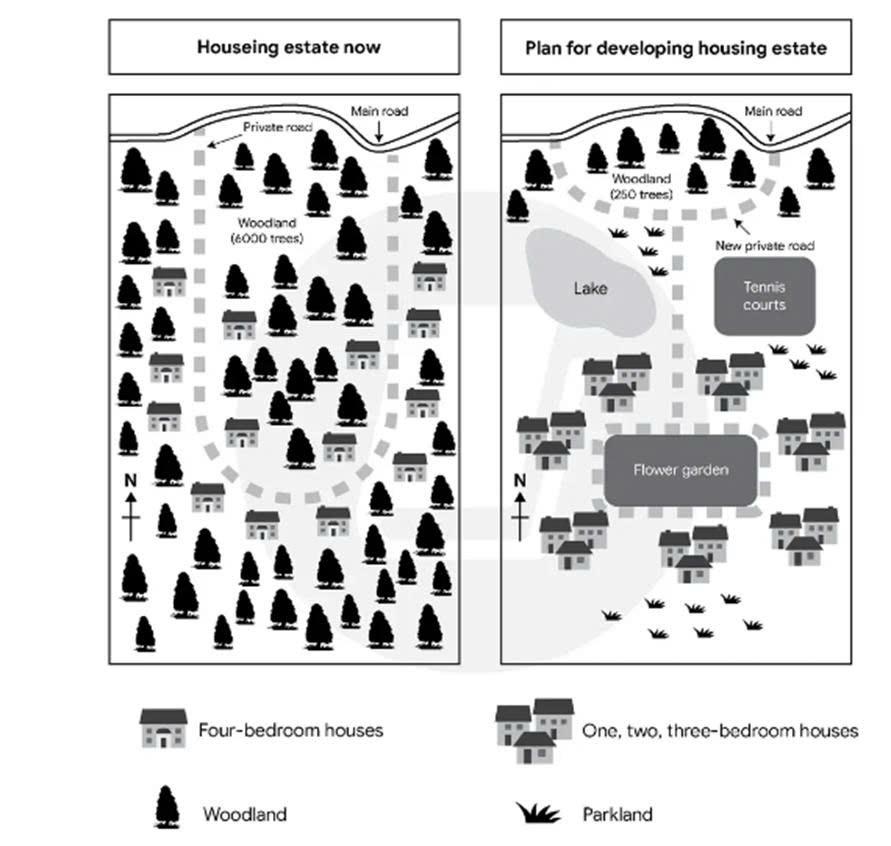 Houseing estate now
Plan for developing housing estate
Main road
Private road
Woodland
(6000 trees)
N
Main road
Woodland
(250 trees)
New private road
Lake
Tennis
courts
Flower garden
N
Four-bedroom houses
One, two, three-bedroom houses
Woodland
Parkland